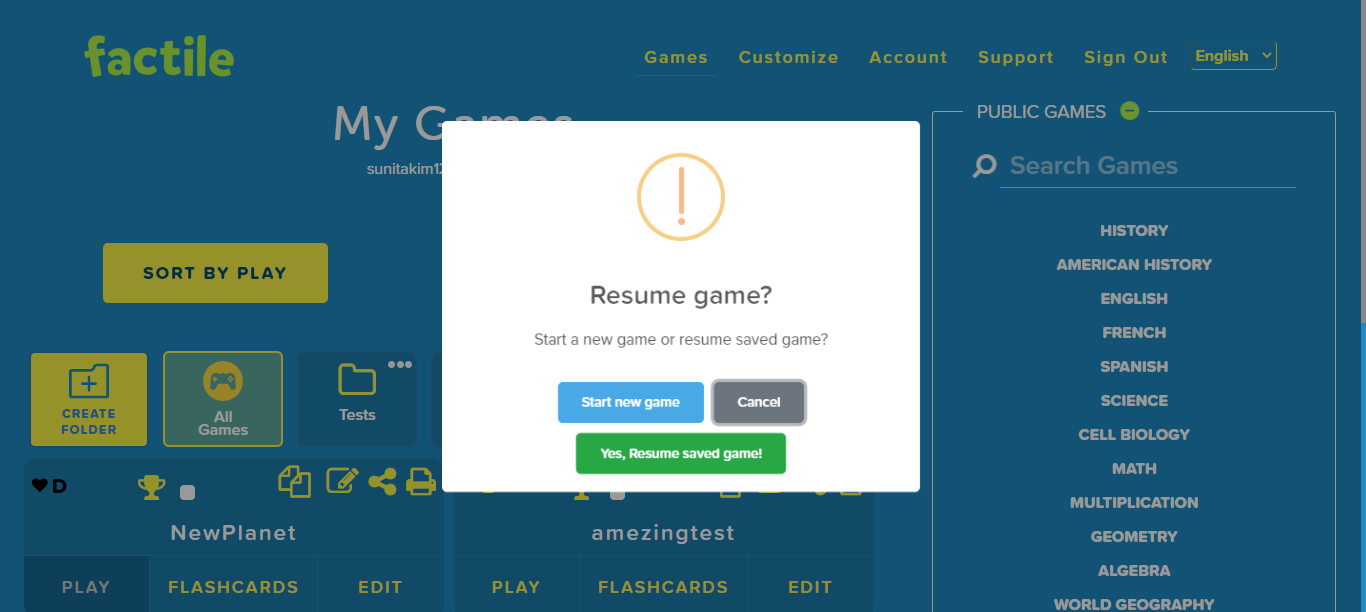 factile
Games
Customize
Account
Support
Sign Out
English
My Games
sunitakim12
SORT BY PLAY
CREATE
FOLDER
All
Games
Tests
D
NewPlanet
PLAY
FLASHCARDS
EDIT
Resume game?
Start a new game or resume saved game?
Start new game
Cancel
Yes, Resume saved game!
amezingtest
PLAY
FLASHCARDS
EDIT
PUBLIC GAMES
Search Games
HISTORY
AMERICAN HISTORY
ENGLISH
FRENCH
SPANISH
SCIENCE
CELL BIOLOGY
MATH
MULTIPLICATION
GEOMETRY
ALGEBRA
WORLD GEOGRAPHY